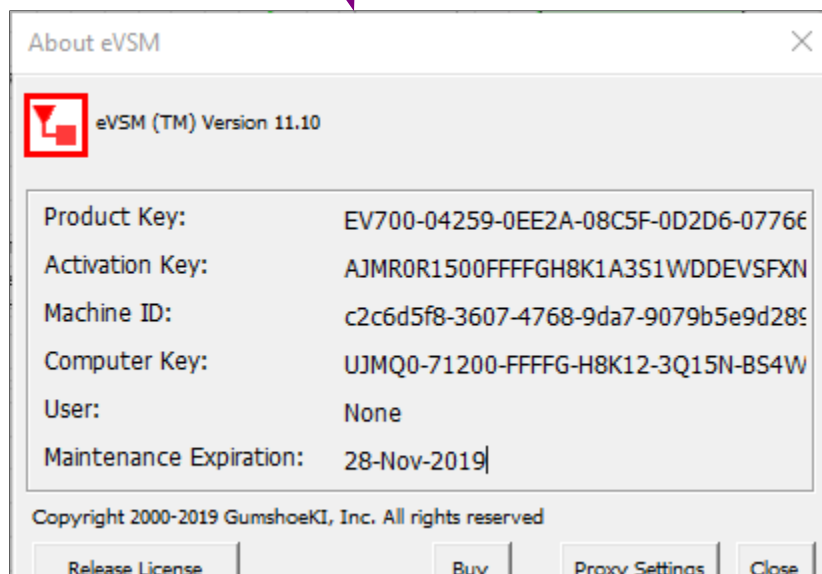 About eVSM
eVSM (TM) Version 11.10
Product Key: EV700-04259-0EE2A-08C5F-0D2D6-07766
Activation Key: AJMR0R1500FFFFGH8K1A3S1WDDEVSFXN
Machine ID: c2c6d5f8-3607-4768-9da7-9079b5e9d289
Computer Key: UJMQ0-71200-FFFFG-H8K12-3Q15N-BS4W
User: None
Maintenance Expiration: 28-Nov-2019
Copyright 2000-2019 GumshoeKI, Inc. All rights reserved
Release License Buy Proxy Settings Close